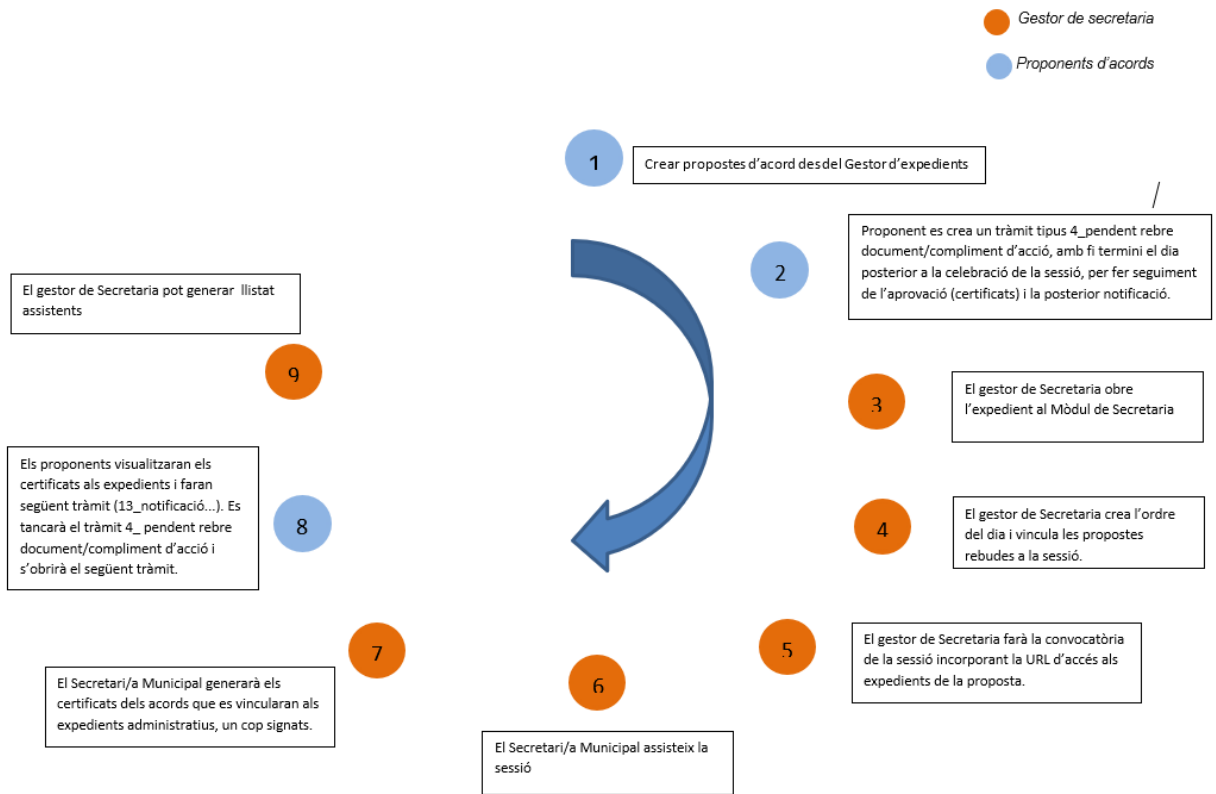 Gestor de secretaria
Proponents d'acords
1
Crear propostes d'acord des del Gestor d'expedients
2
Proponent es crea un tràmit tipus 4_pendent rebre
document/compliment d'acció, amb fi termini el dia
posterior a la celebració de la sessió, per fer seguiment
de l'aprovació (certificats) i la posterior notificació.
3
El gestor de Secretaria obre
l'expedient al Mòdul de Secretaria
4
El gestor de Secretaria crea l'ordre
del dia i vincula les propostes
rebudes a la sessió.
5
El gestor de Secretaria farà la convocatòria
de la sessió incorporant la URL d'accés als
expedients de la proposta.
6
El Secretari/a Municipal assisteix la
sessió
7
El Secretari/a Municipal generarà els
certificats dels acords que es vincularan als
expedients administratius, un cop signats.
8
Els proponents visualitzaran els
certificats als expedients i faran
següent tràmit (13_notificació...). Es
tancarà el tràmit 4_ pendent rebre
document/compliment d'acció i
s'obrirà el següent tràmit.
9
El gestor de Secretaria pot generar llistat
assistents